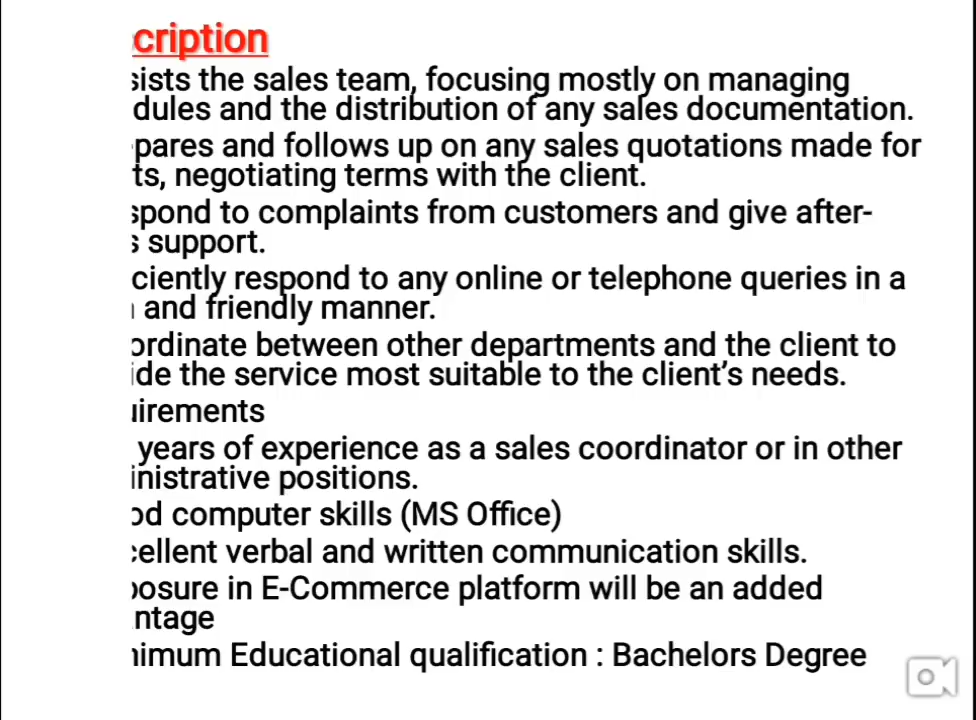 cription
sists the sales team, focusing mostly on managing
dules and the distribution of any sales documentation.
pares and follows up on any sales quotations made for
ts, negotiating terms with the client.
spond to complaints from customers and give after-
s support.
ciently respond to any online or telephone queries in a
and friendly manner.
ordinate between other departments and the client to
ide the service most suitable to the client’s needs.
uirements
years of experience as a sales coordinator or in other
inistrative positions.
od computer skills (MS Office)
cellent verbal and written communication skills.
posure in E-Commerce platform will be an added
ntage
nimum Educational qualification : Bachelors Degree